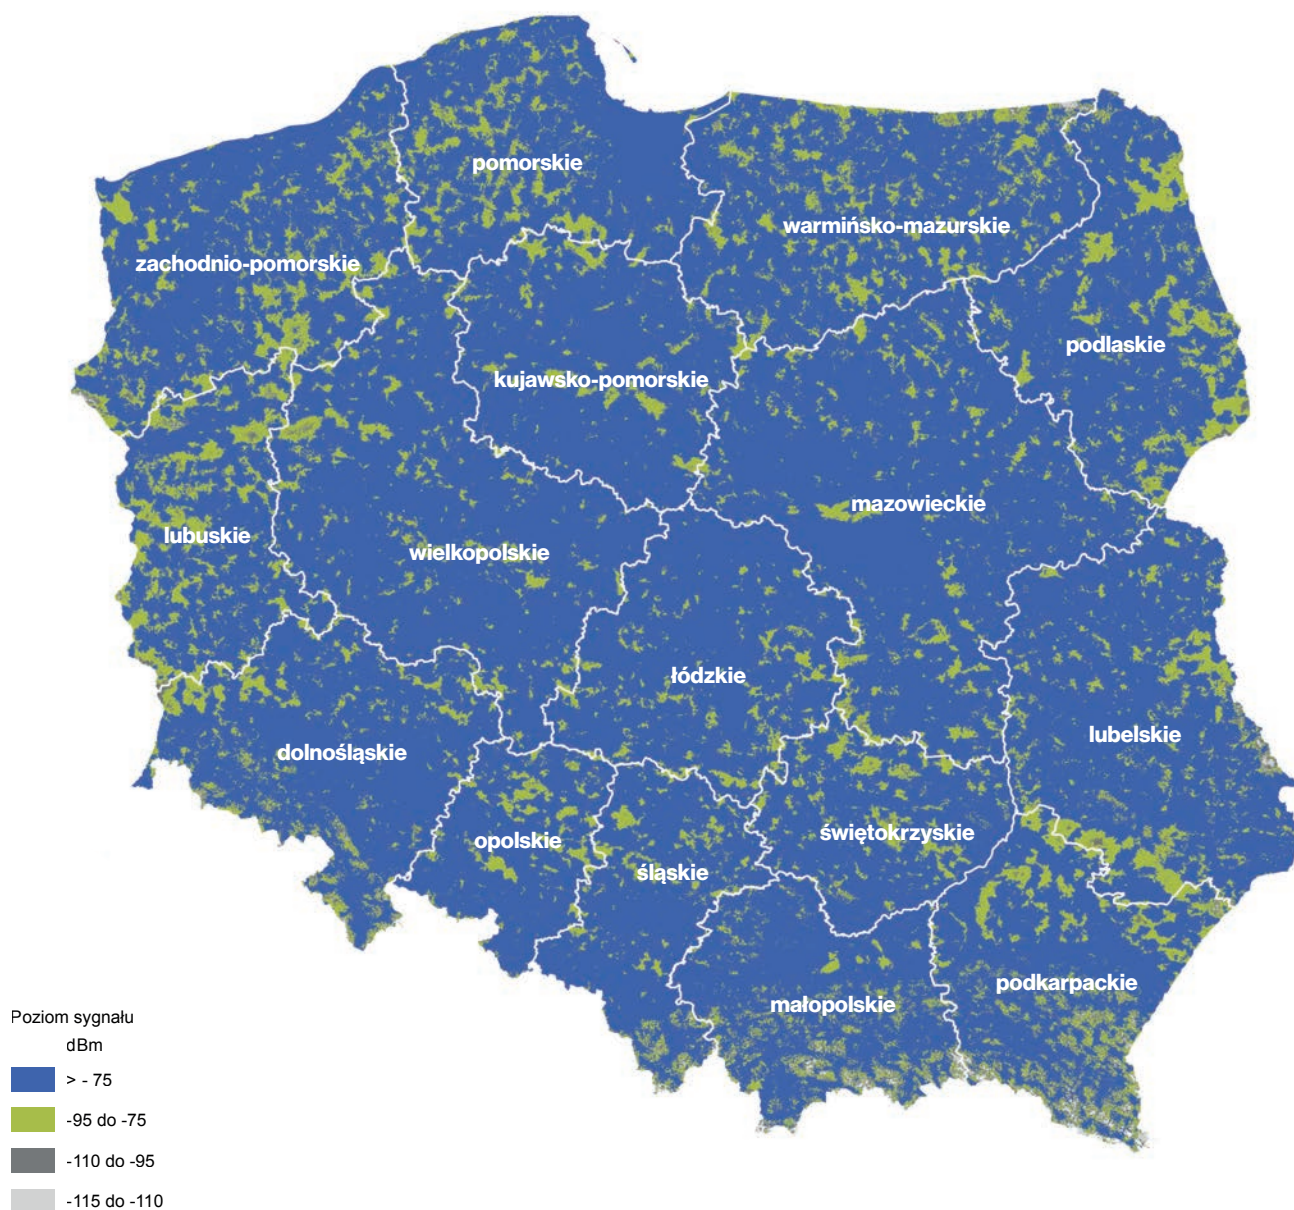 pomorskie
warmińsko-mazurskie
zachodnio-pomorskie
podlaskie
kujawsko-pomorskie
mazowieckie
lubuskie
wielkopolskie
łódzkie
lubelskie
dolnośląskie
opolskie
świętokrzyskie
śląskie
podkarpackie
małopolskie
Poziom sygnału
dBm
> - 75
-95 do -75
-110 do -95
-115 do -110